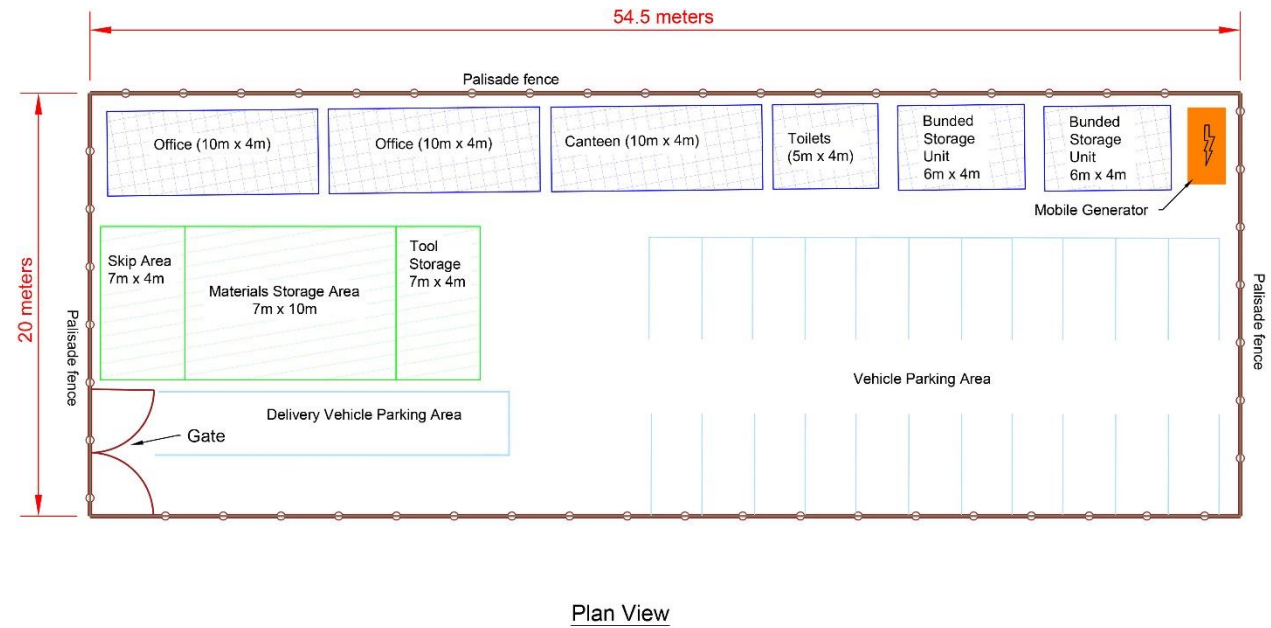 54.5 meters
Palisade fence
20 meters
Office (10m x 4m)
Office (10m x 4m)
Canteen (10m x 4m)
Toilets
(5m x 4m)
Bunded
Storage
Unit
6m x 4m
Bunded
Storage
Unit
6m x 4m
Mobile Generator
Skip Area
7m x 4m
Materials Storage Area
7m x 10m
Tool
Storage
7m x 4m
Palisade fence
Palisade fence
Vehicle Parking Area
Delivery Vehicle Parking Area
Gate
Plan View